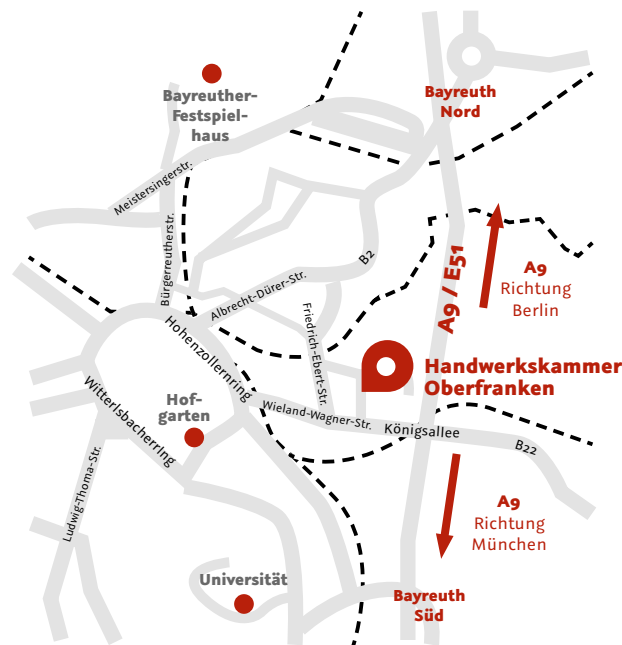 Bayreuth
Nord
Bayreuther-
Festspiel-
haus
Meistersingerstr.
Bürgerreutherstr.
B2
A9 / E51
A9
Richtung
Berlin
Albrecht-Dürer-Str.
Friedrich-Ebert-Str.
Hohenzollernring
Handwerkskammer
Oberfranken
Hof-
garten
Witterlsbacherring
Wieland-Wagner-Str.
Königsallee
B22
Ludwig-Thoma-Str.
A9
Richtung
München
Universität
Bayreuth
Süd